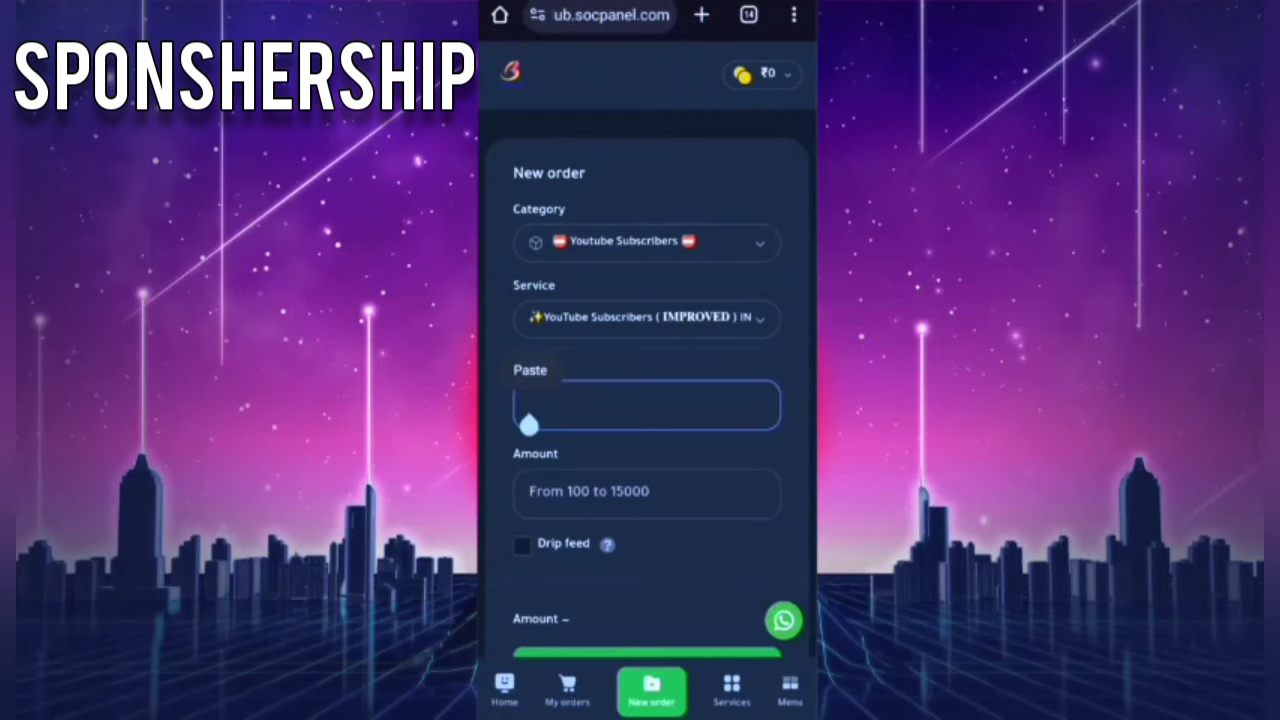 SPONSHERSHIP
ub.socpanel.com
14
₹0
New order
Category
Youtube Subscribers
Service
✨YouTube Subscribers ( IMPROVED ) IN
Paste
Amount
From 100 to 15000
Drip feed ?
Amount –
Home
My orders
New order
Services
Menu